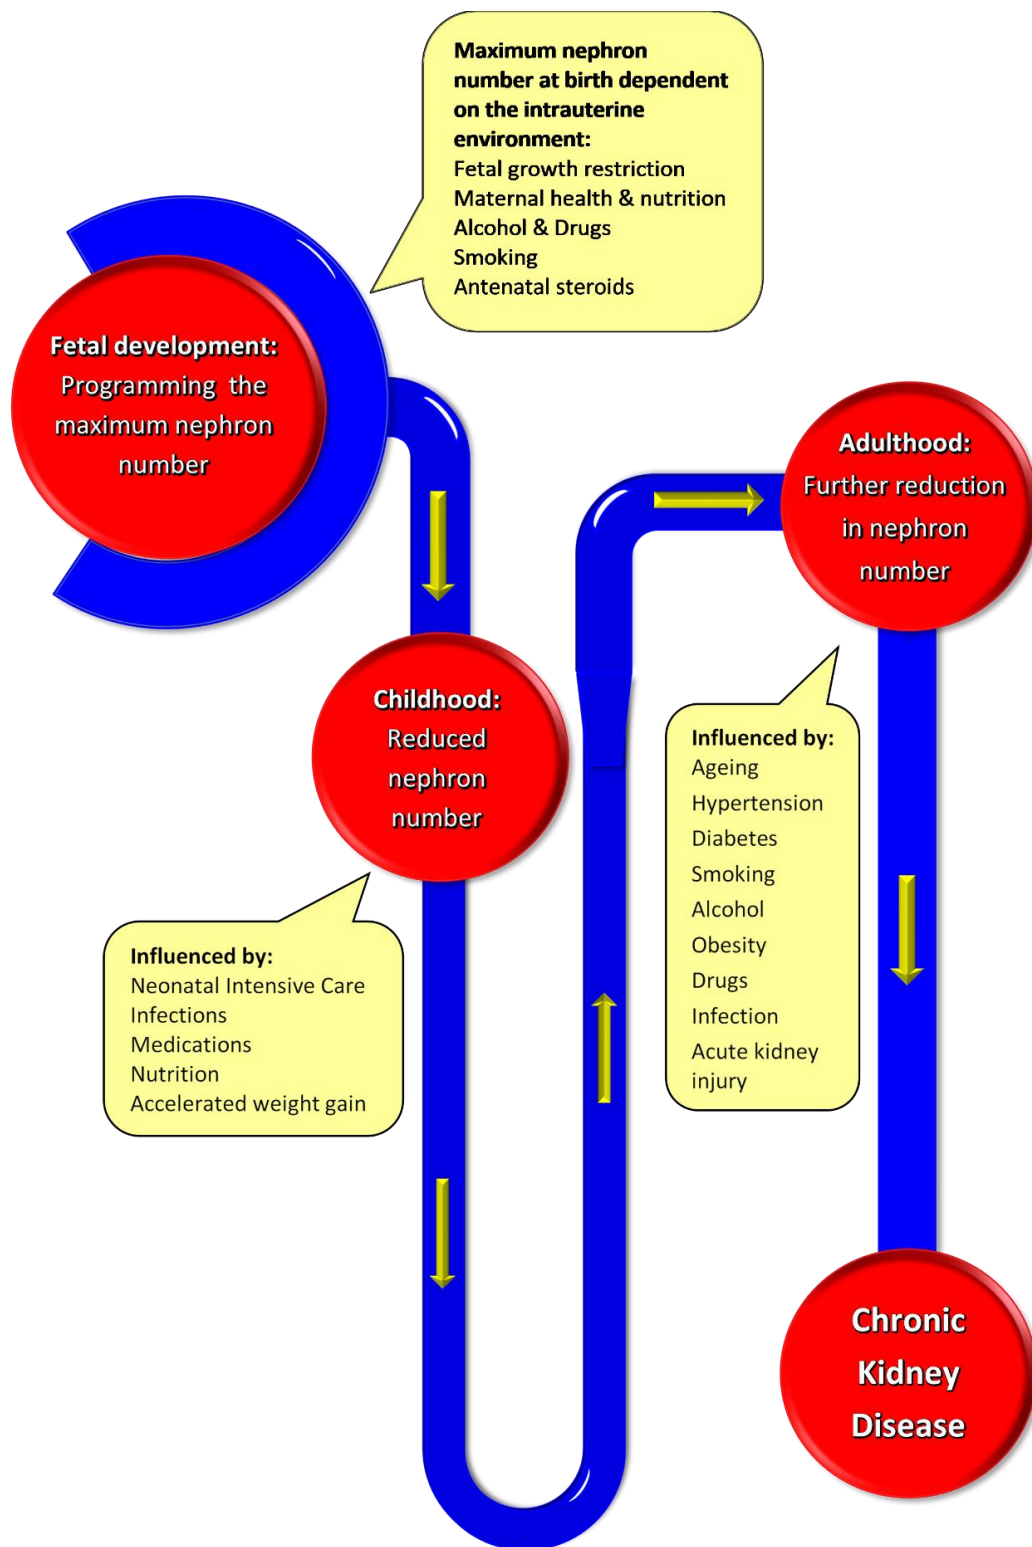 Maximum nephron
number at birth dependent
on the intrauterine
environment:
Fetal growth restriction
Maternal health & nutrition
Alcohol & Drugs
Smoking
Antenatal steroids
Fetal development:
Programming the
maximum nephron
number
Childhood:
Reduced
nephron
number
Influenced by:
Neonatal Intensive Care
Infections
Medications
Nutrition
Accelerated weight gain
Adulthood:
Further reduction
in nephron
number
Influenced by:
Ageing
Hypertension
Diabetes
Smoking
Alcohol
Obesity
Drugs
Infection
Acute kidney
injury
Chronic
Kidney
Disease